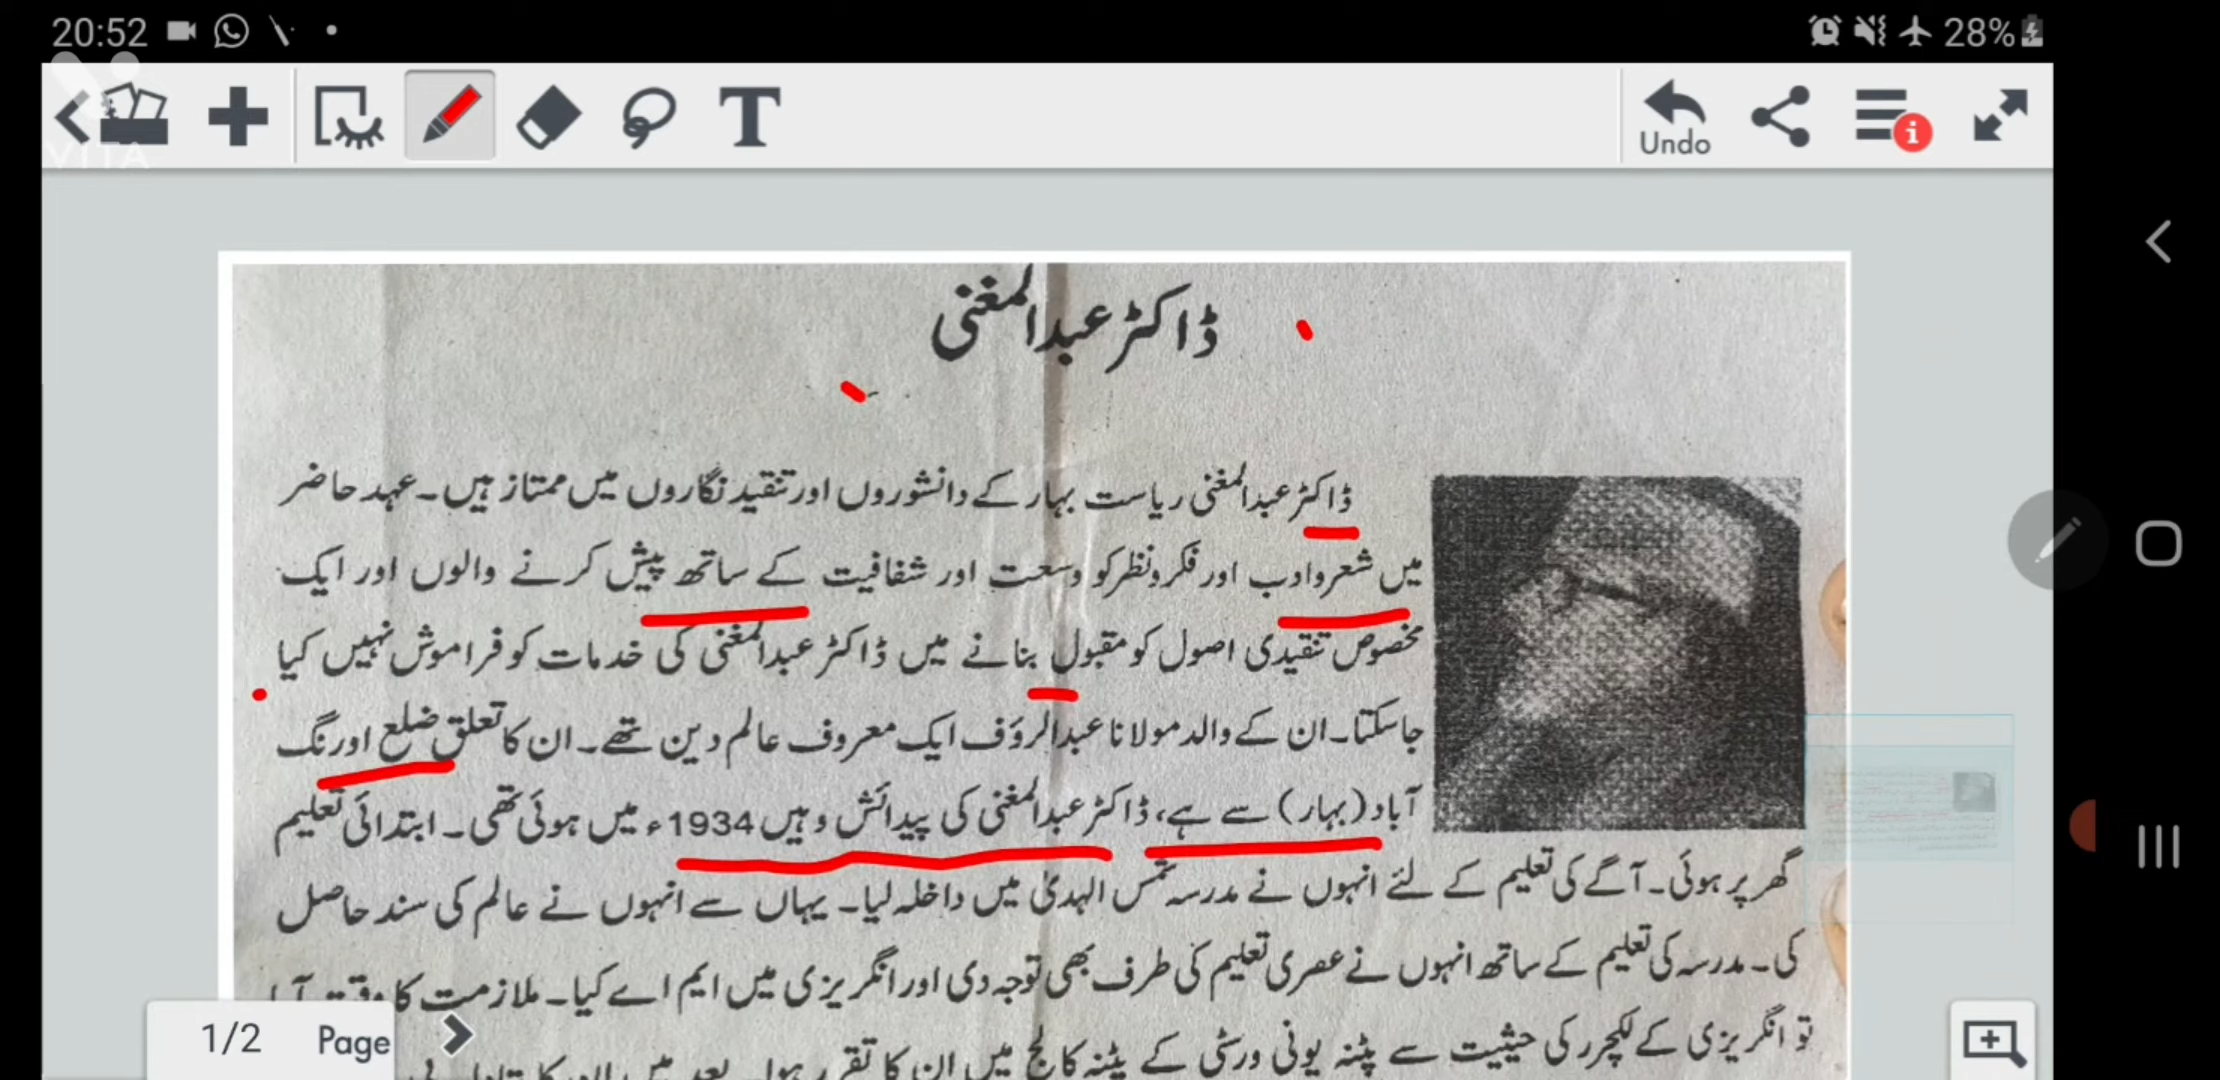 20:52
28%
VITA
Undo
ڈاکٹر عبدالمغنی
ڈاکٹر عبدالمغنی ریاست بہار کے دانشوروں اور تنقید نگاروں میں ممتاز ہیں۔ عہد حاضر
میں شعر و ادب اور فکر و نظر کو وسعت اور شفافیت کے ساتھ پیش کرنے والوں اور ایک
مخصوص تنقیدی اصول کو مقبول بنانے میں ڈاکٹر عبدالمغنی کی خدمات کو فراموش نہیں کیا
جاسکتا۔ ان کے والد مولانا عبدالرؤف ایک معروف عالم دین تھے۔ ان کا تعلق ضلع اورنگ
آباد (بہار) سے ہے، ڈاکٹر عبدالمغنی کی پیدائش وہیں 1934ء میں ہوئی تھی۔ ابتدائی تعلیم
گھر پر ہوئی۔ آگے کی تعلیم کے لئے انہوں نے مدرسہ شمس الہدیٰ میں داخلہ لیا۔ یہاں سے انہوں نے عالم کی سند حاصل
کی۔ مدرسہ کی تعلیم کے ساتھ انہوں نے عصری تعلیم کی طرف بھی توجہ دی اور انگریزی میں ایم اے کیا۔ ملازمت کا وقت آیا
تو انگریزی کے لکچرر کی حیثیت سے پٹنہ یونی ورسٹی کے پٹنہ کالج میں ان کا تقرر ہوا۔ بعد میں
1/2 Page